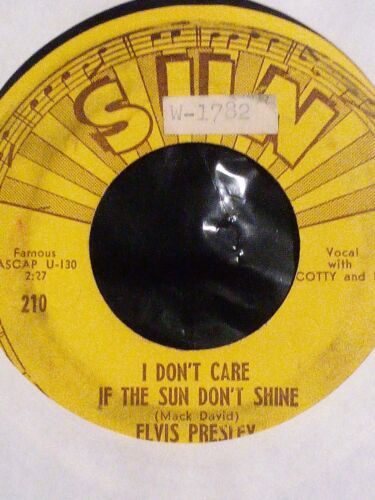 SUN
W-1782
Famous
ASCAP U-130
2:27
210
Vocal
with
COTTY and
I DON'T CARE
IF THE SUN DON'T SHINE
(Mack David)
ELVIS PRESLEY